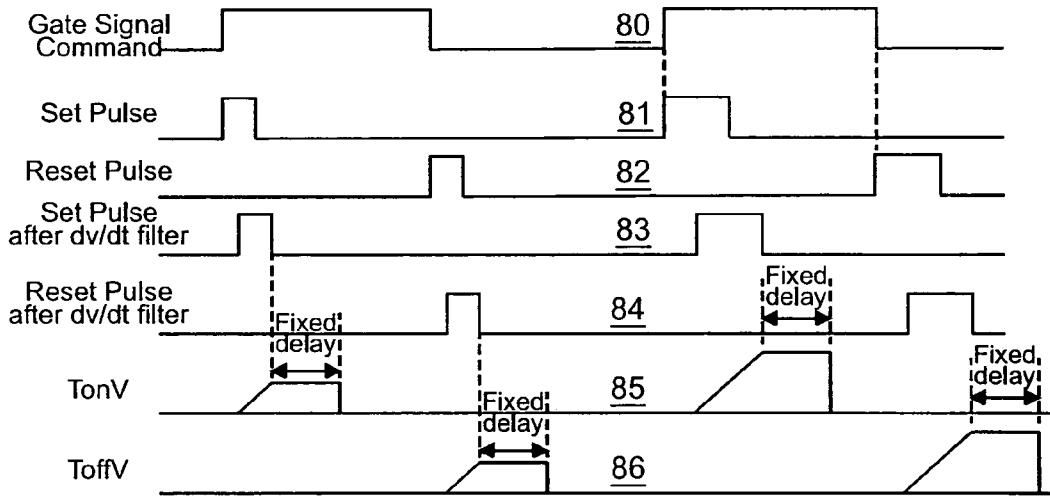 Gate Signal
Command
80
Set Pulse
81
Reset Pulse
82
Set Pulse
after dv/dt filter
83
Reset Pulse
after dv/dt filter
84
Fixed
delay
Fixed
delay
TonV
85
Fixed
delay
Fixed
delay
ToffV
86